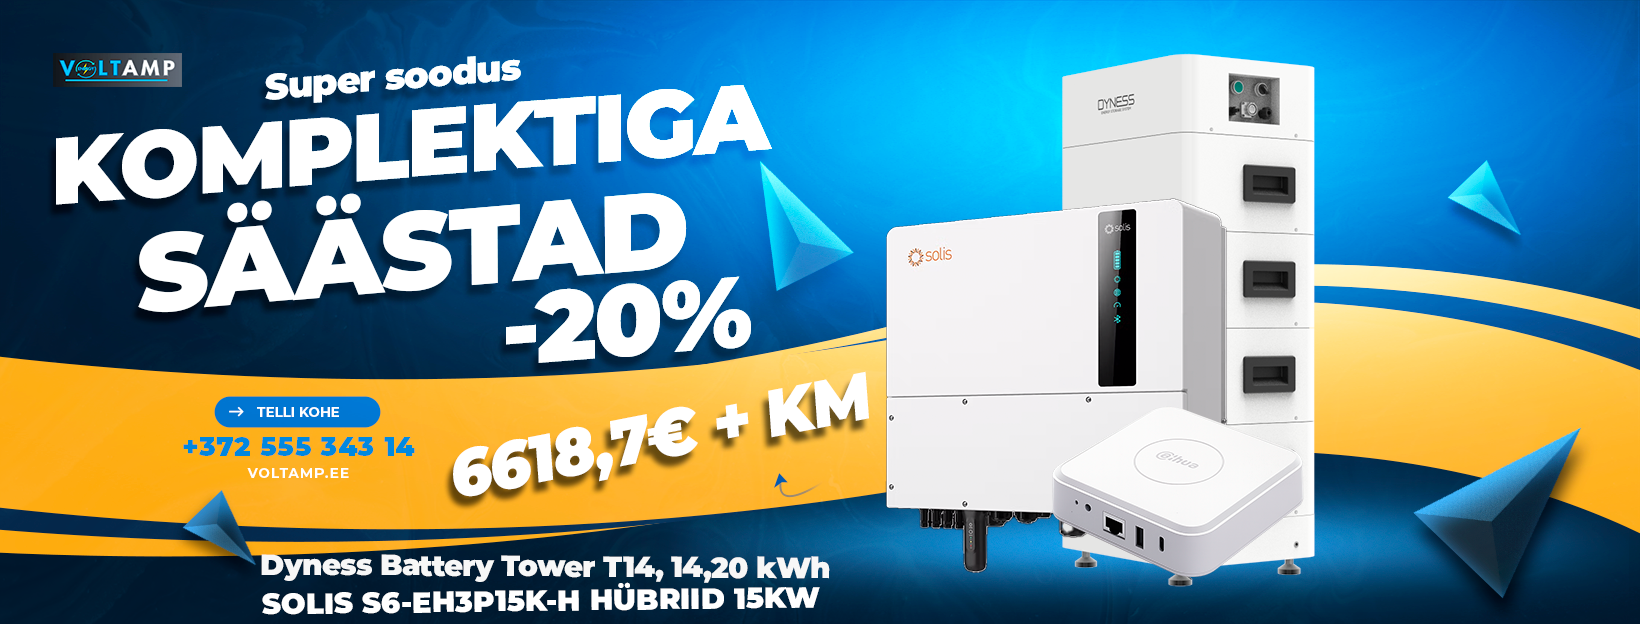 VOLTAMP
Super soodus
KOMPLEKTIGA
SÄÄSTAD
-20%
6618,7€ + KM
→ TELLI KOHE
+372 555 343 14
VOLTAMP.EE
Dyness Battery Tower T14, 14,20 kWh
SOLIS S6-EH3P15K-H HÜBRIID 15KW
DYNESS
solis
solis
alhua